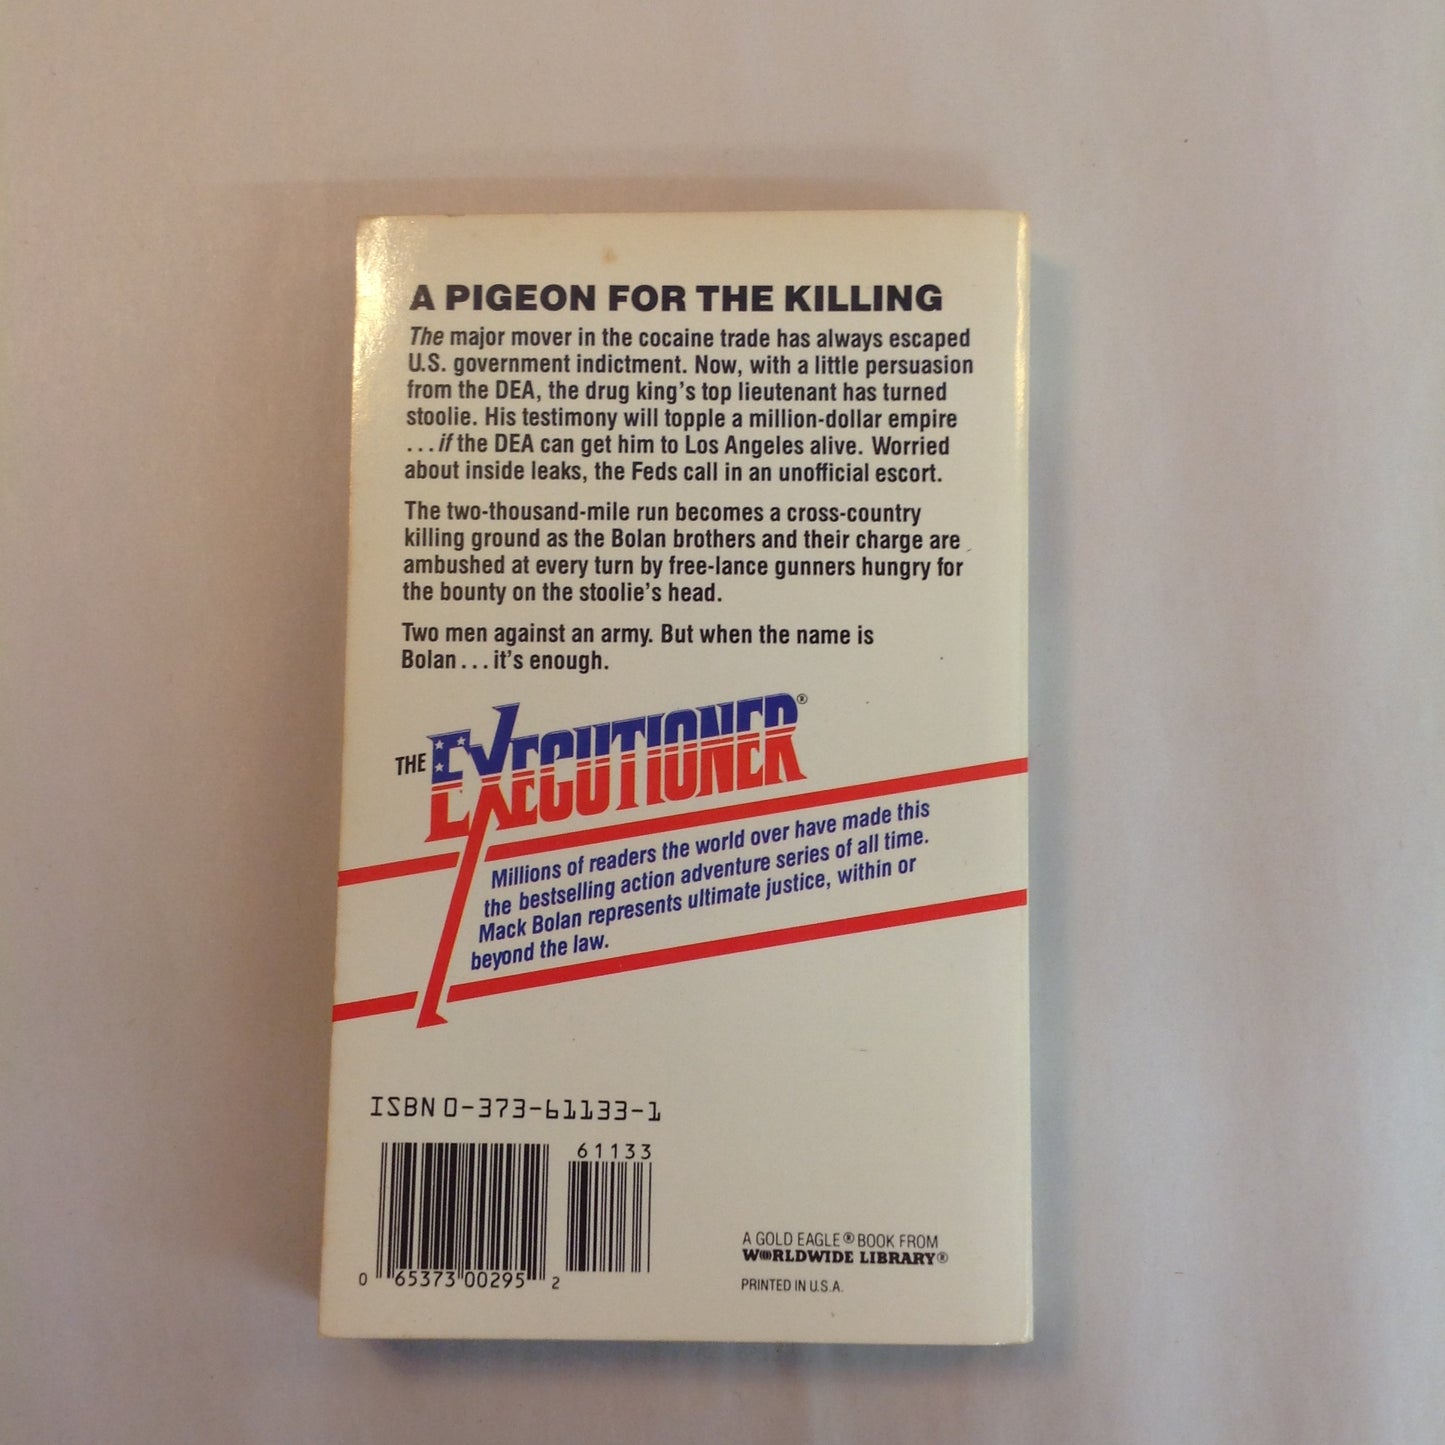 A PIGEON FOR THE KILLING
The major mover in the cocaine trade has always escaped
U.S. government indictment. Now, with a little persuasion
from the DEA, the drug king's top lieutenant has turned
stoolie. His testimony will topple a million-dollar empire
...if the DEA can get him to Los Angeles alive. Worried
about inside leaks, the Feds call in an unofficial escort.
The two-thousand-mile run becomes a cross-country
killing ground as the Bolan brothers and their charge are
ambushed at every turn by free-lance gunners hungry for
the bounty on the stoolie's head.
Two men against an army. But when the name is
Bolan...it's enough.
THE EXECUTIONER®
Millions of readers the world over have made this
the bestselling action adventure series of all time.
Mack Bolan represents ultimate justice, within or
beyond the law.
ISBN 0-373-61133-1
61133
0 65373 00295 2
A GOLD EAGLE® BOOK FROM
WORLDWIDE LIBRARY®
PRINTED IN U.S.A.